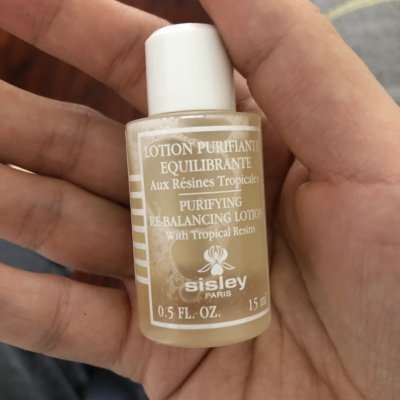 LOTION PURIFIANTE
EQUILIBRANTE
Aux Résines Tropicales
PURIFYING
RE-BALANCING LOTION
With Tropical Resins
sisley
PARIS
0.5 FL. OZ. 15 ml